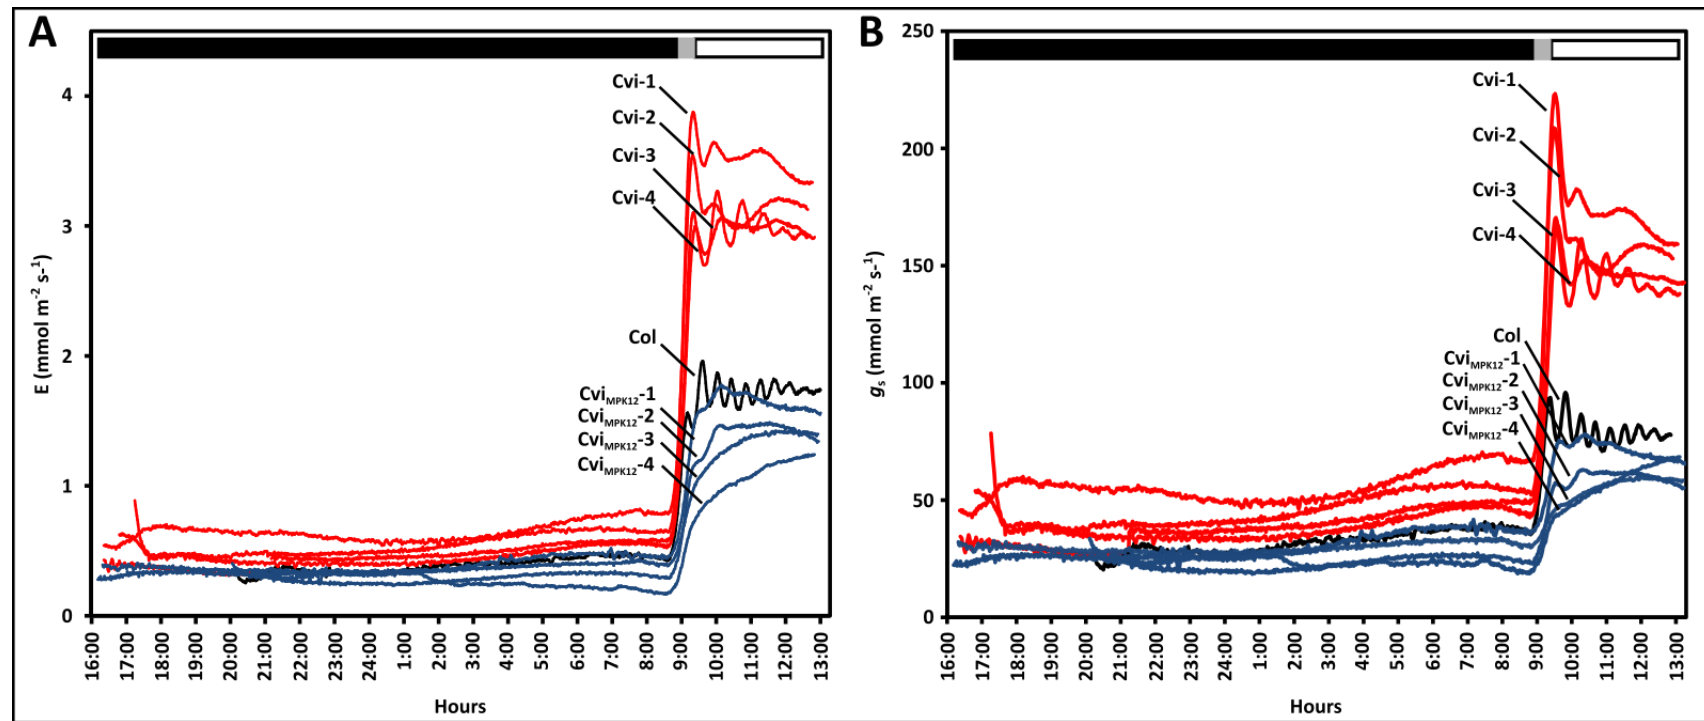 A
E (mmol m-2 s-1)
4
3
2
1
0
Cvi-1
Cvi-2
Cvi-3
Cvi-4
Col
CviMPK12-1
CviMPK12-2
CviMPK12-3
CviMPK12-4
16:00
17:00
18:00
19:00
20:00
21:00
22:00
23:00
24:00
1:00
2:00
3:00
4:00
5:00
6:00
7:00
8:00
9:00
10:00
11:00
12:00
13:00
Hours
B
gs (mmol m-2 s-1)
250
200
150
100
50
0
Cvi-1
Cvi-2
Cvi-3
Cvi-4
Col
CviMPK12-1
CviMPK12-2
CviMPK12-3
CviMPK12-4
16:00
17:00
18:00
19:00
20:00
21:00
22:00
23:00
24:00
1:00
2:00
3:00
4:00
5:00
6:00
7:00
8:00
9:00
10:00
11:00
12:00
13:00
Hours